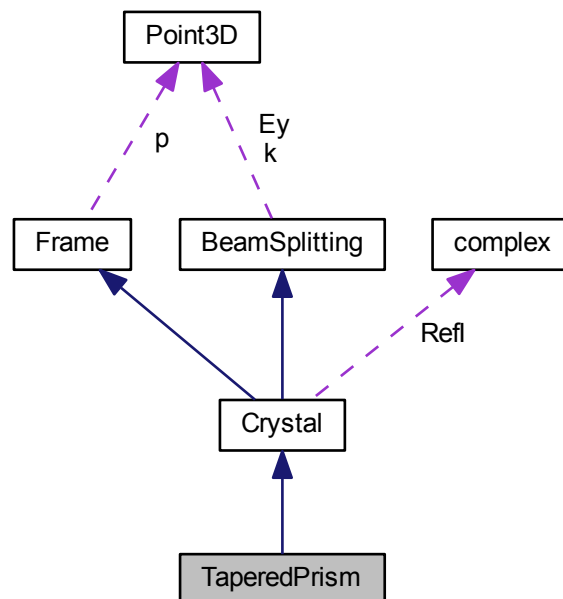 Point3D
p
Ey
k
Frame
BeamSplitting
complex
Refl
Crystal
TaperedPrism